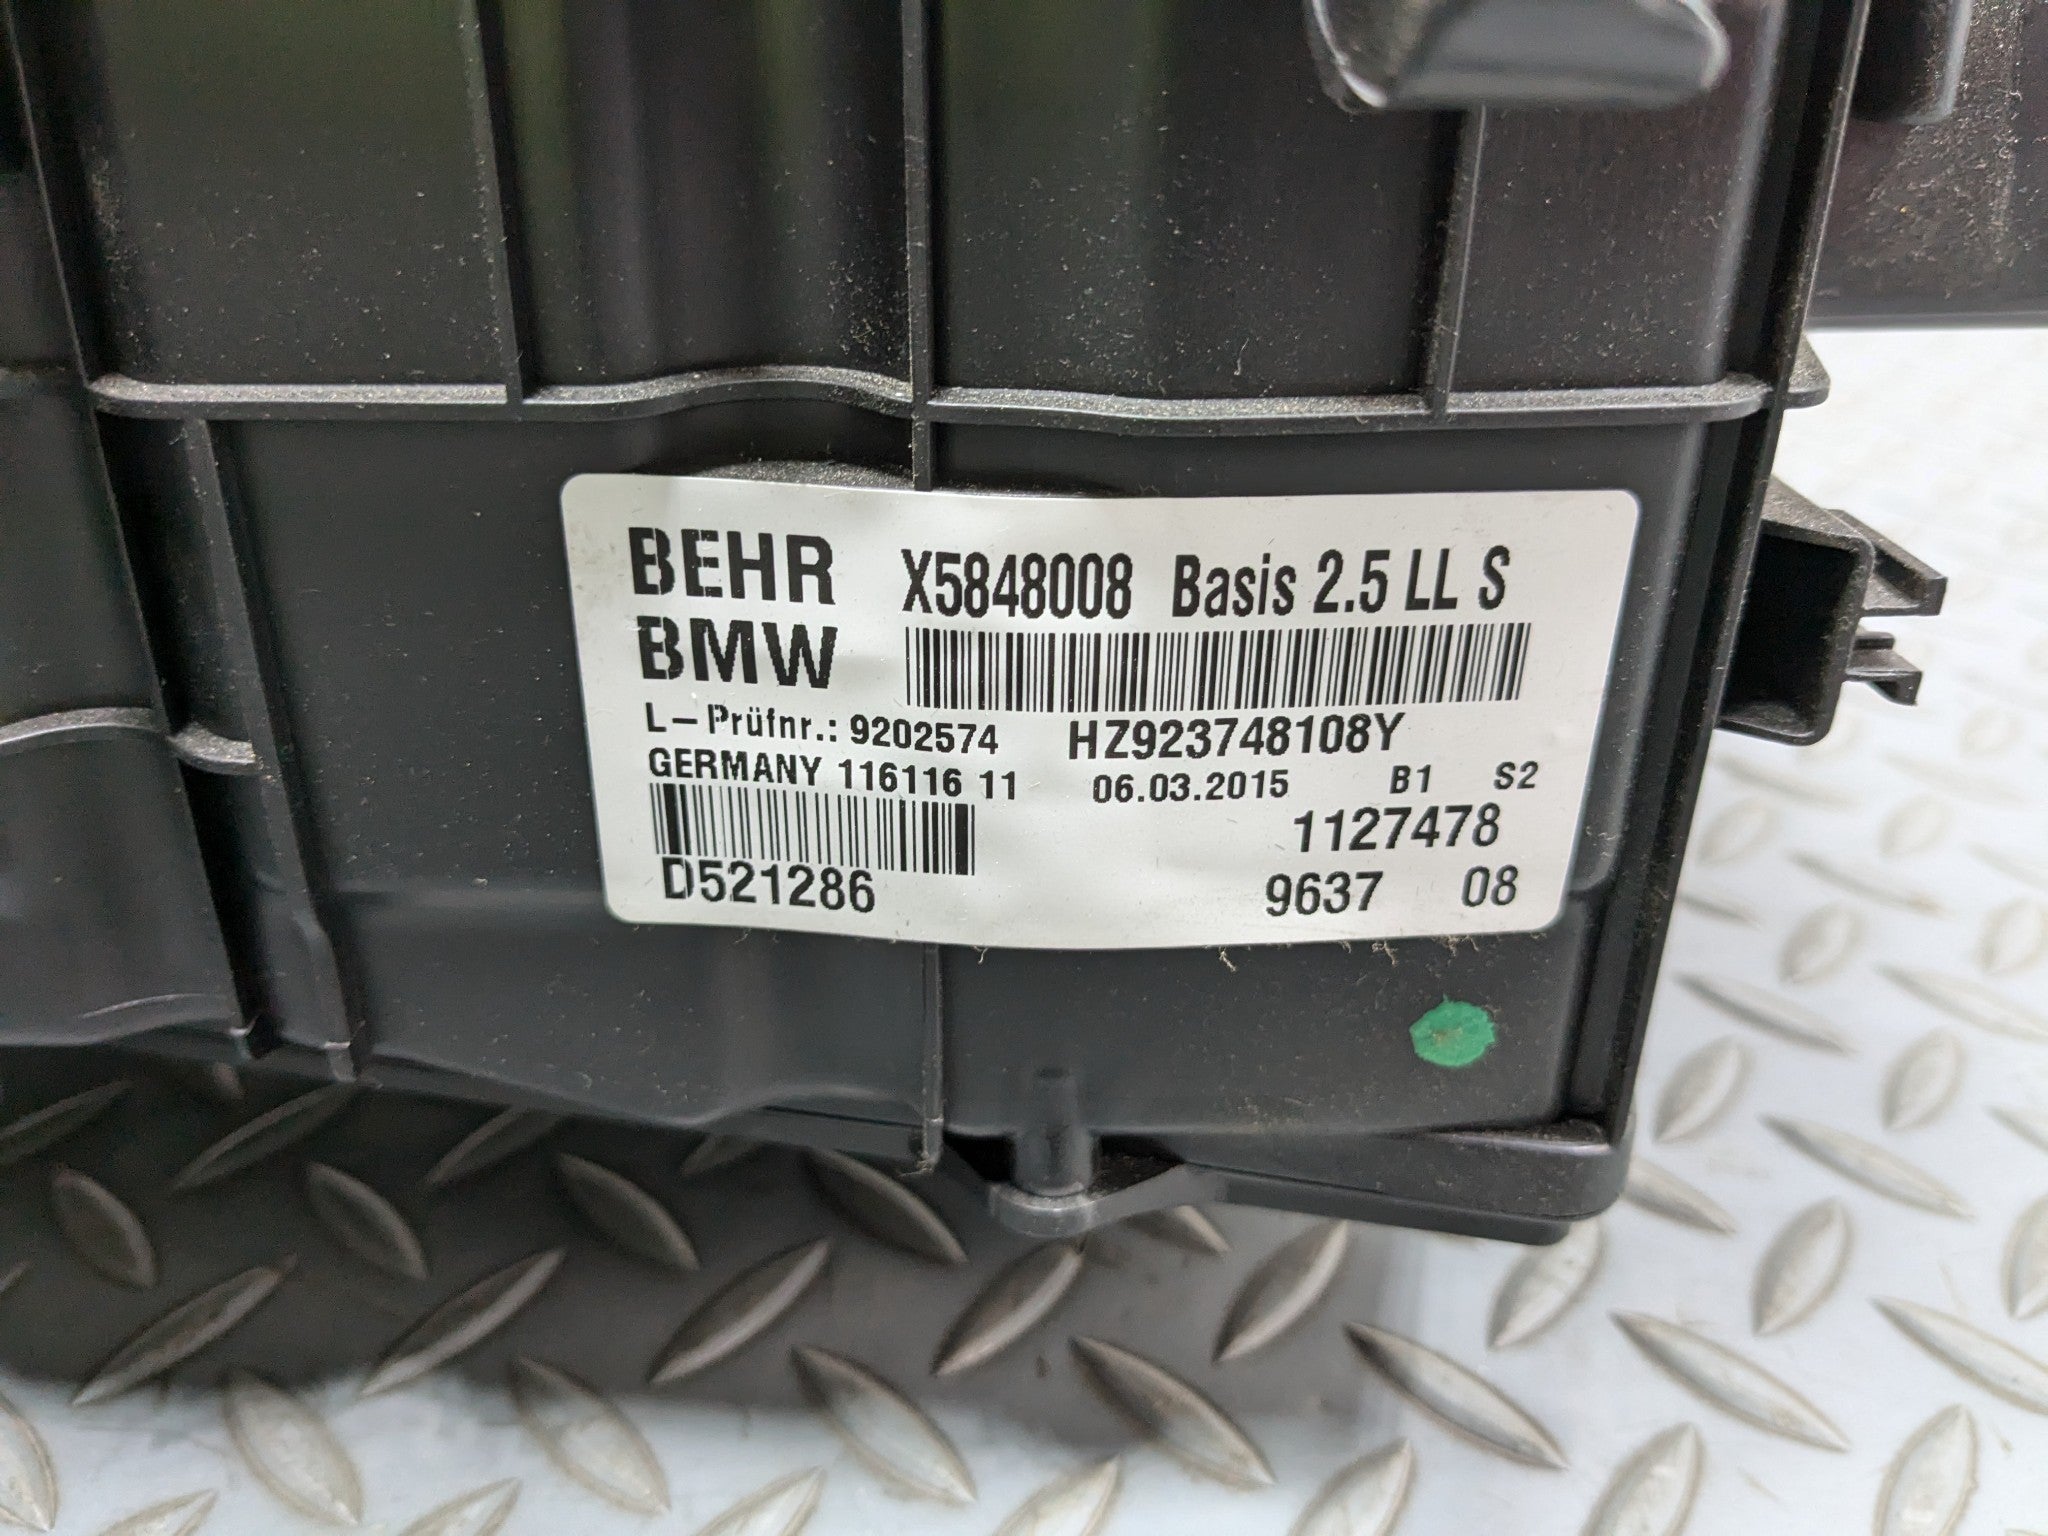 BEHR X5848008 Basis 2.5 LL S
BMW
L-Prüfnr.: 9202574 HZ923748108Y
GERMANY 116116 11 06.03.2015 B1 S2
1127478
D521286 9637 08